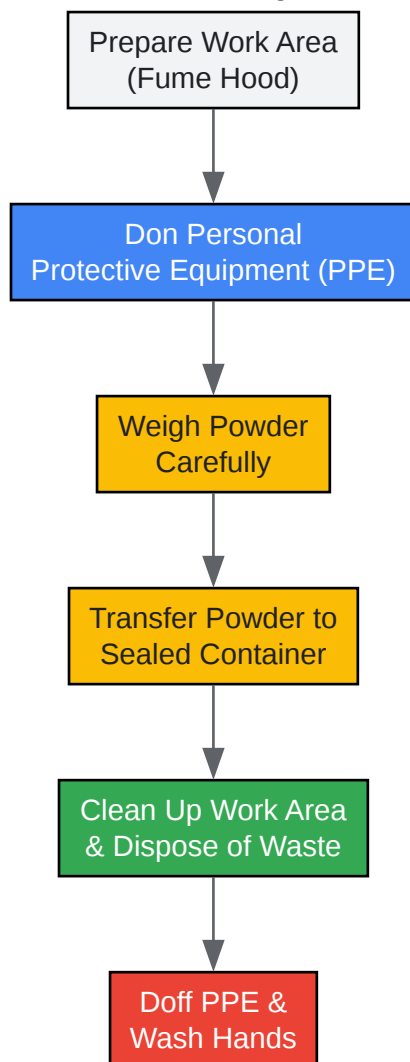 Prepare Work Area
(Fume Hood)
Don Personal
Protective Equipment (PPE)
Weigh Powder
Carefully
Transfer Powder to
Sealed Container
Clean Up Work Area
& Dispose of Waste
Doff PPE &
Wash Hands